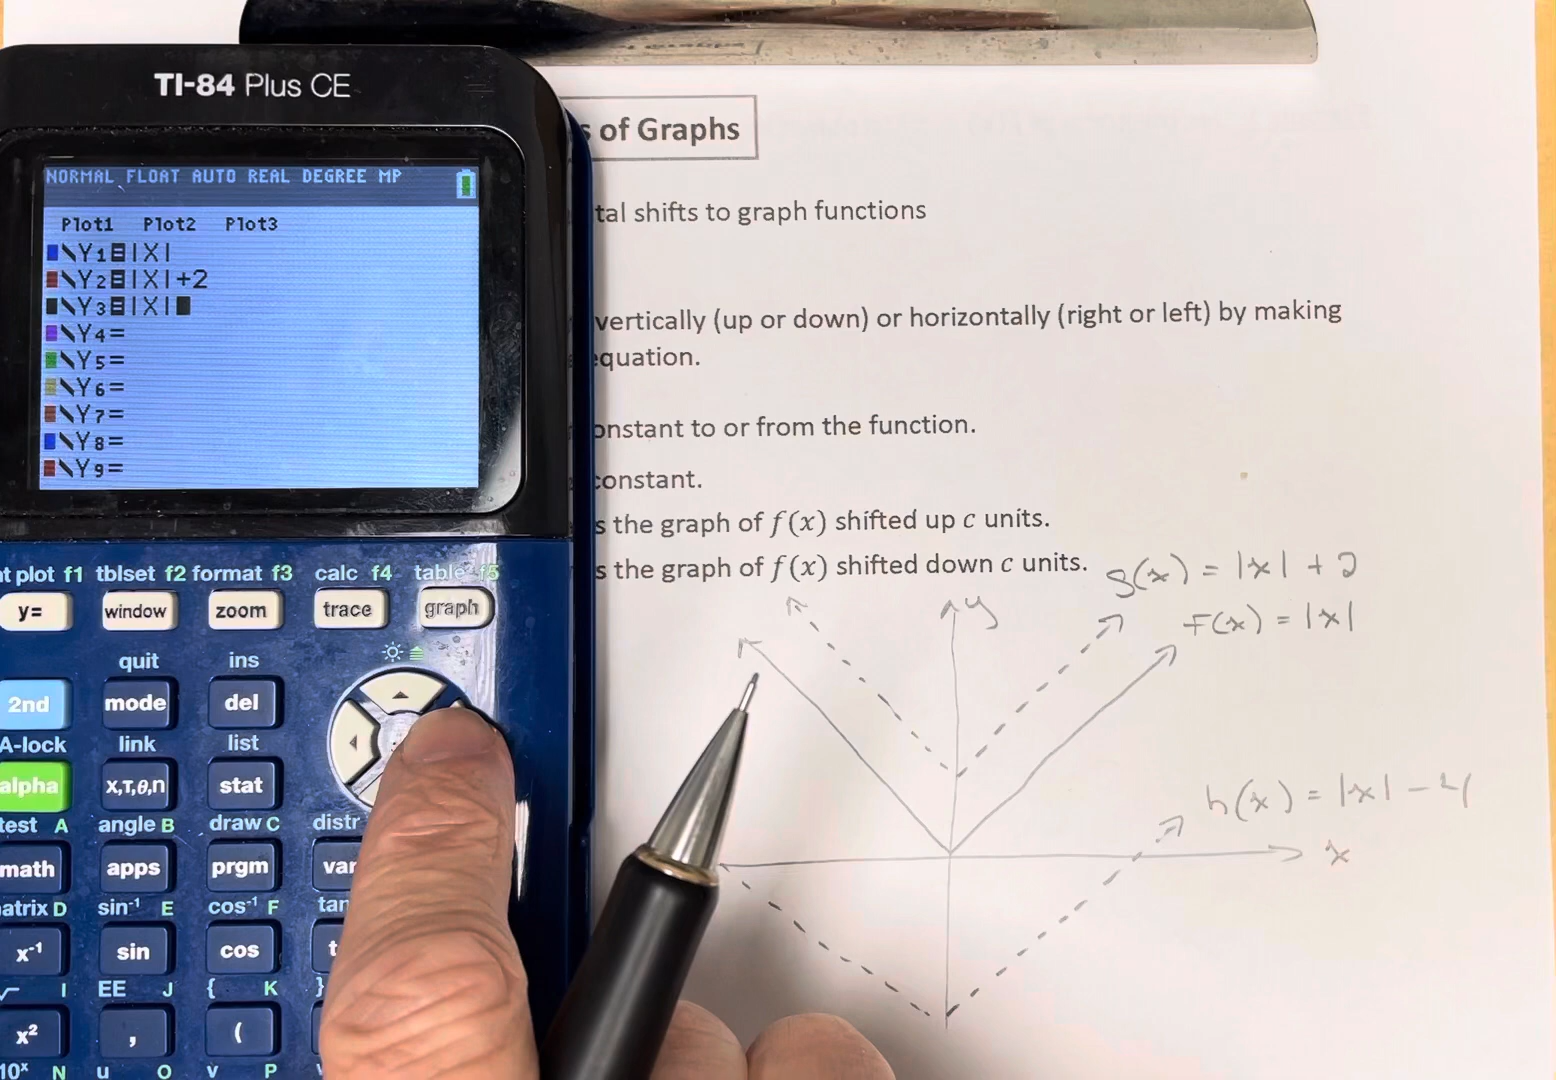 TI-84 Plus CE
NORMAL FLOAT AUTO REAL DEGREE MP
Plot1 Plot2 Plot3
\Y1=|X|
\Y2=|X|+2
\Y3=|X|
\Y4=
\Y5=
\Y6=
\Y7=
\Y8=
\Y9=
s of Graphs
tal shifts to graph functions
vertically (up or down) or horizontally (right or left) by making
equation.
onstant to or from the function.
constant.
s the graph of f(x) shifted up c units.
s the graph of f(x) shifted down c units.
g(x) = |x| + 2
f(x) = |x|
y
h(x) = |x| - 4
x
t plot f1 tblset f2 format f3 calc f4 table f5
y= window zoom trace graph
quit ins
2nd mode del
A-lock link list
alpha X,T,θ,n stat
test A angle B draw C distr
math apps prgm var
matrix D sin⁻¹ E cos⁻¹ F tan
x⁻¹ sin cos t
√ I EE J { K }
x² , (
10ˣ N u O v P